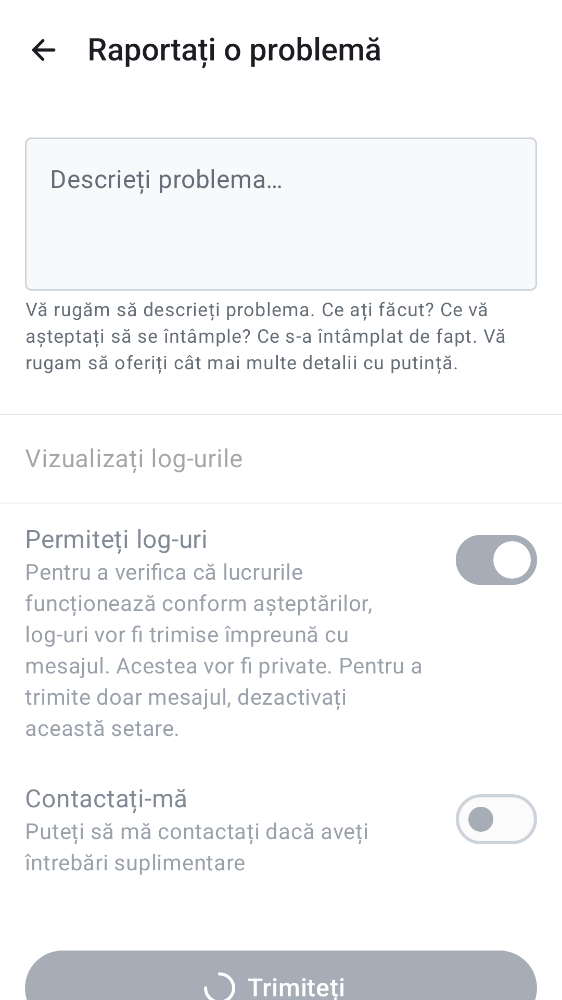 Raportați o problemă
Descrieți problema…
Vă rugăm să descrieți problema. Ce ați făcut? Ce vă
așteptați să se întâmple? Ce s-a întâmplat de fapt. Vă
rugam să oferiți cât mai multe detalii cu putință.
Vizualizați log-urile
Permiteți log-uri
Pentru a verifica că lucrurile
funcționează conform așteptărilor,
log-uri vor fi trimise împreună cu
mesajul. Acestea vor fi private. Pentru a
trimite doar mesajul, dezactivați
această setare.
Contactați-mă
Puteți să mă contactați dacă aveți
întrebări suplimentare
Trimiteți